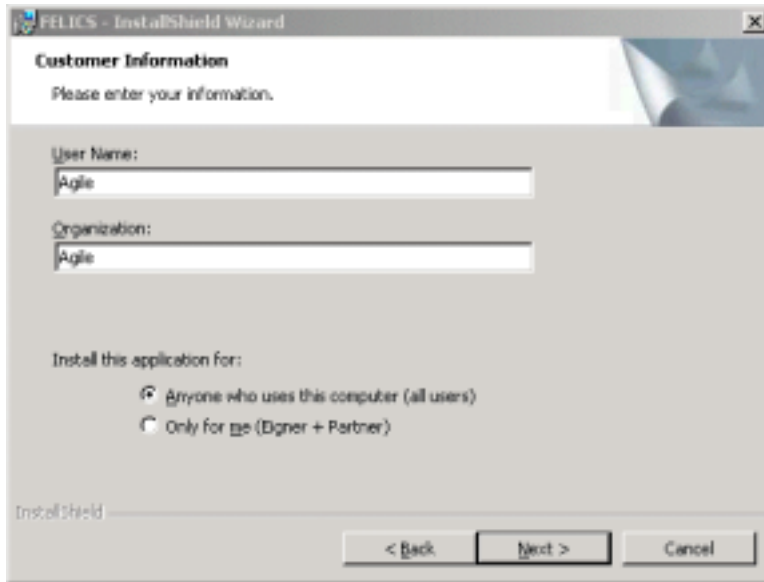 FELICS - InstallShield Wizard
Customer Information
Please enter your information.
User Name:
Agile
Organization:
Agile
Install this application for:
Anyone who uses this computer (all users)
Only for me (Eigner + Partner)
InstallShield
< Back
Next >
Cancel